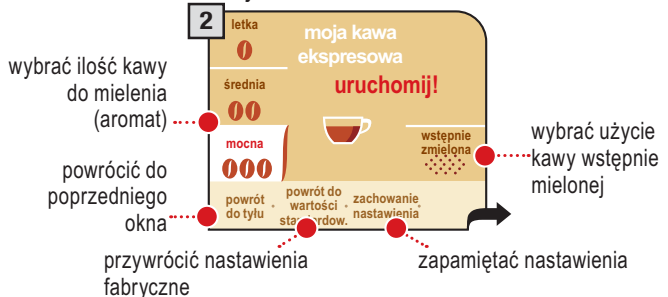 2
letka
moja kawa
ekspresowa
uruchomij!
wybrać ilość kawy
do mielenia
(aromat)
średnia
mocna
wstępnie
zmielona
wybrać użycie
kawy wstępnie
mielonej
powrócić do
poprzedniego
okna
powrót
do tyłu
powrót do
wartości
standardow.
zachowanie
nastawienia
przywrócić nastawienia
fabryczne
zapamiętać nastawienia